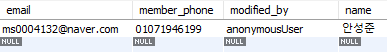 email member_phone modified_by name
ms0004132@naver.com 01071946199 anonymousUser 안성준
NULL NULL NULL NULL